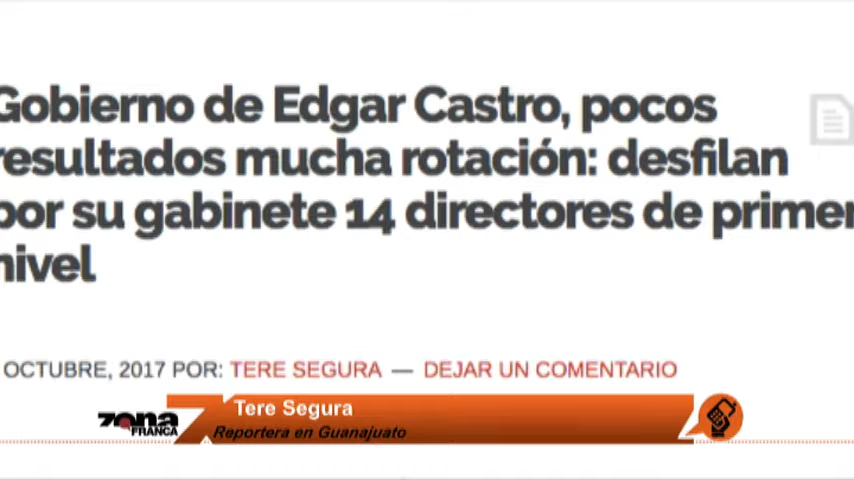 Gobierno de Edgar Castro, pocos
resultados mucha rotación: desfilan
por su gabinete 14 directores de primer
nivel
OCTUBRE, 2017 POR: TERE SEGURA — DEJAR UN COMENTARIO
Tere Segura
zona
FRANCA
Reportera en Guanajuato